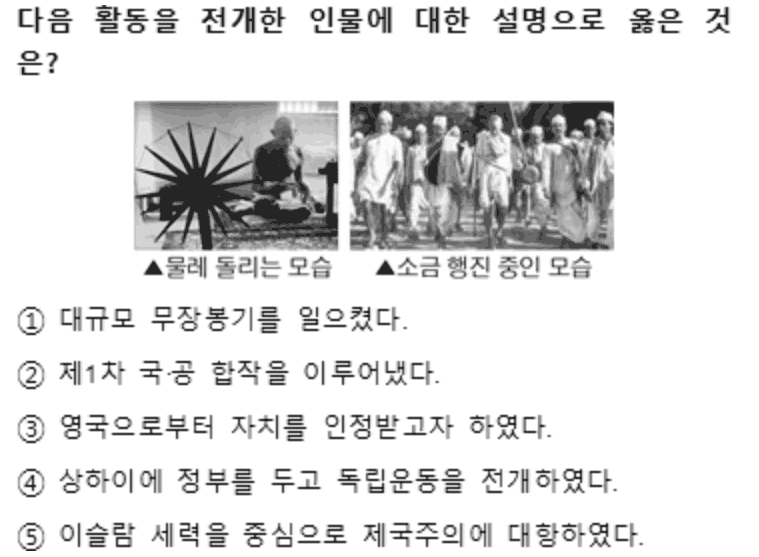 다음 활동을 전개한 인물에 대한 설명으로 옳은 것
은?
▲물레 돌리는 모습 ▲소금 행진 중인 모습
① 대규모 무장봉기를 일으켰다.
② 제1차 국·공 합작을 이루어냈다.
③ 영국으로부터 자치를 인정받고자 하였다.
④ 상하이에 정부를 두고 독립운동을 전개하였다.
⑤ 이슬람 세력을 중심으로 제국주의에 대항하였다.